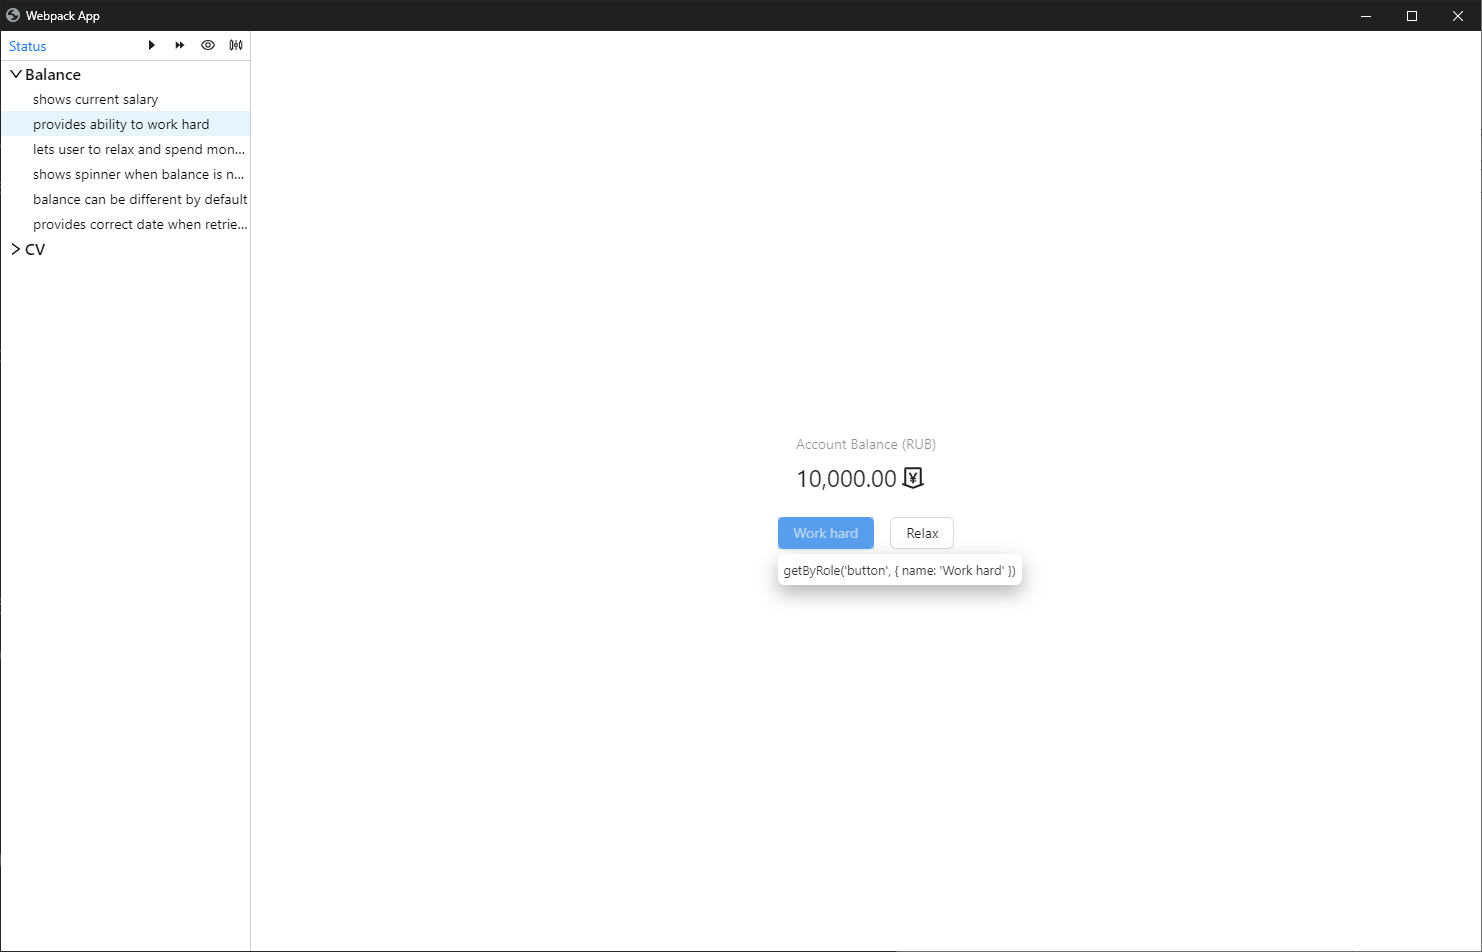 Webpack App
Status
Balance
shows current salary
provides ability to work hard
lets user to relax and spend mon...
shows spinner when balance is n...
balance can be different by default
provides correct date when retrie...
CV
Account Balance (RUB)
10,000.00
Work hard
Relax
getByRole('button', { name: 'Work hard' })